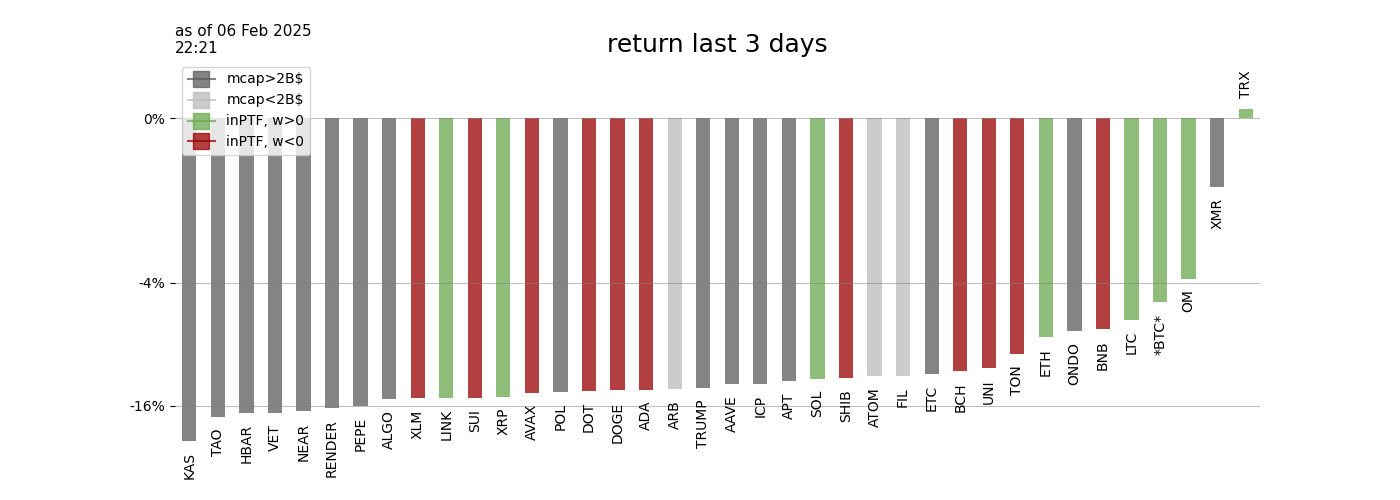 as of 06 Feb 2025
22:21
return last 3 days
mcap>2B$
mcap<2B$
inPTF, w>0
inPTF, w<0
0%
-4%
-16%
KAS
TAO
HBAR
VET
NEAR
RENDER
PEPE
ALGO
XLM
LINK
SUI
XRP
AVAX
POL
DOT
DOGE
ADA
ARB
TRUMP
AAVE
ICP
APT
SOL
SHIB
ATOM
FIL
ETC
BCH
UNI
TON
ETH
ONDO
BNB
LTC
*BTC*
OM
XMR
TRX